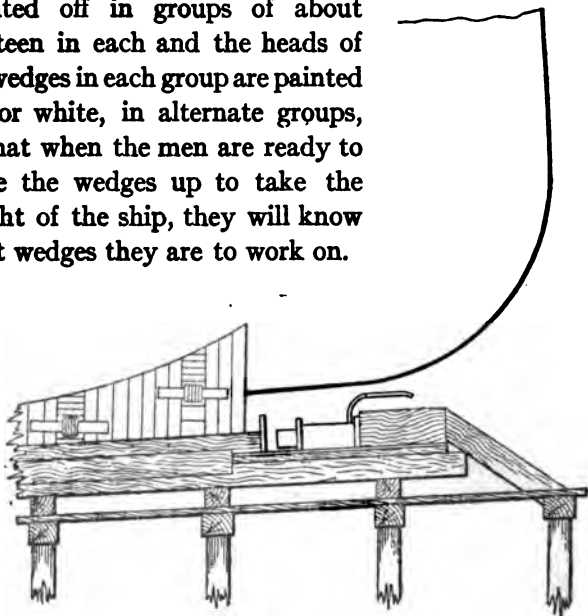 ted off in groups of about
teen in each and the heads of
wedges in each group are painted
or white, in alternate groups,
hat when the men are ready to
e the wedges up to take the
ht of the ship, they will know
t wedges they are to work on.